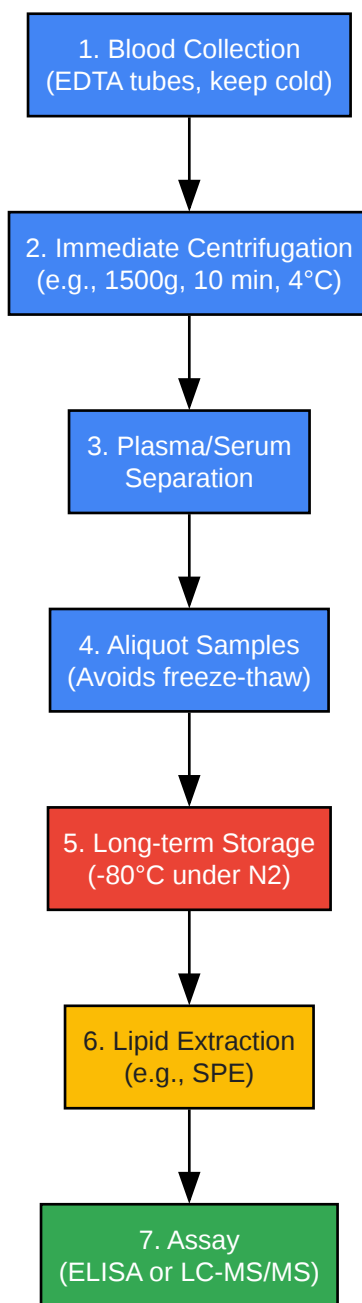 1. Blood Collection
(EDTA tubes, keep cold)
2. Immediate Centrifugation
(e.g., 1500g, 10 min, 4°C)
3. Plasma/Serum
Separation
4. Aliquot Samples
(Avoids freeze-thaw)
5. Long-term Storage
(-80°C under N2)
6. Lipid Extraction
(e.g., SPE)
7. Assay
(ELISA or LC-MS/MS)